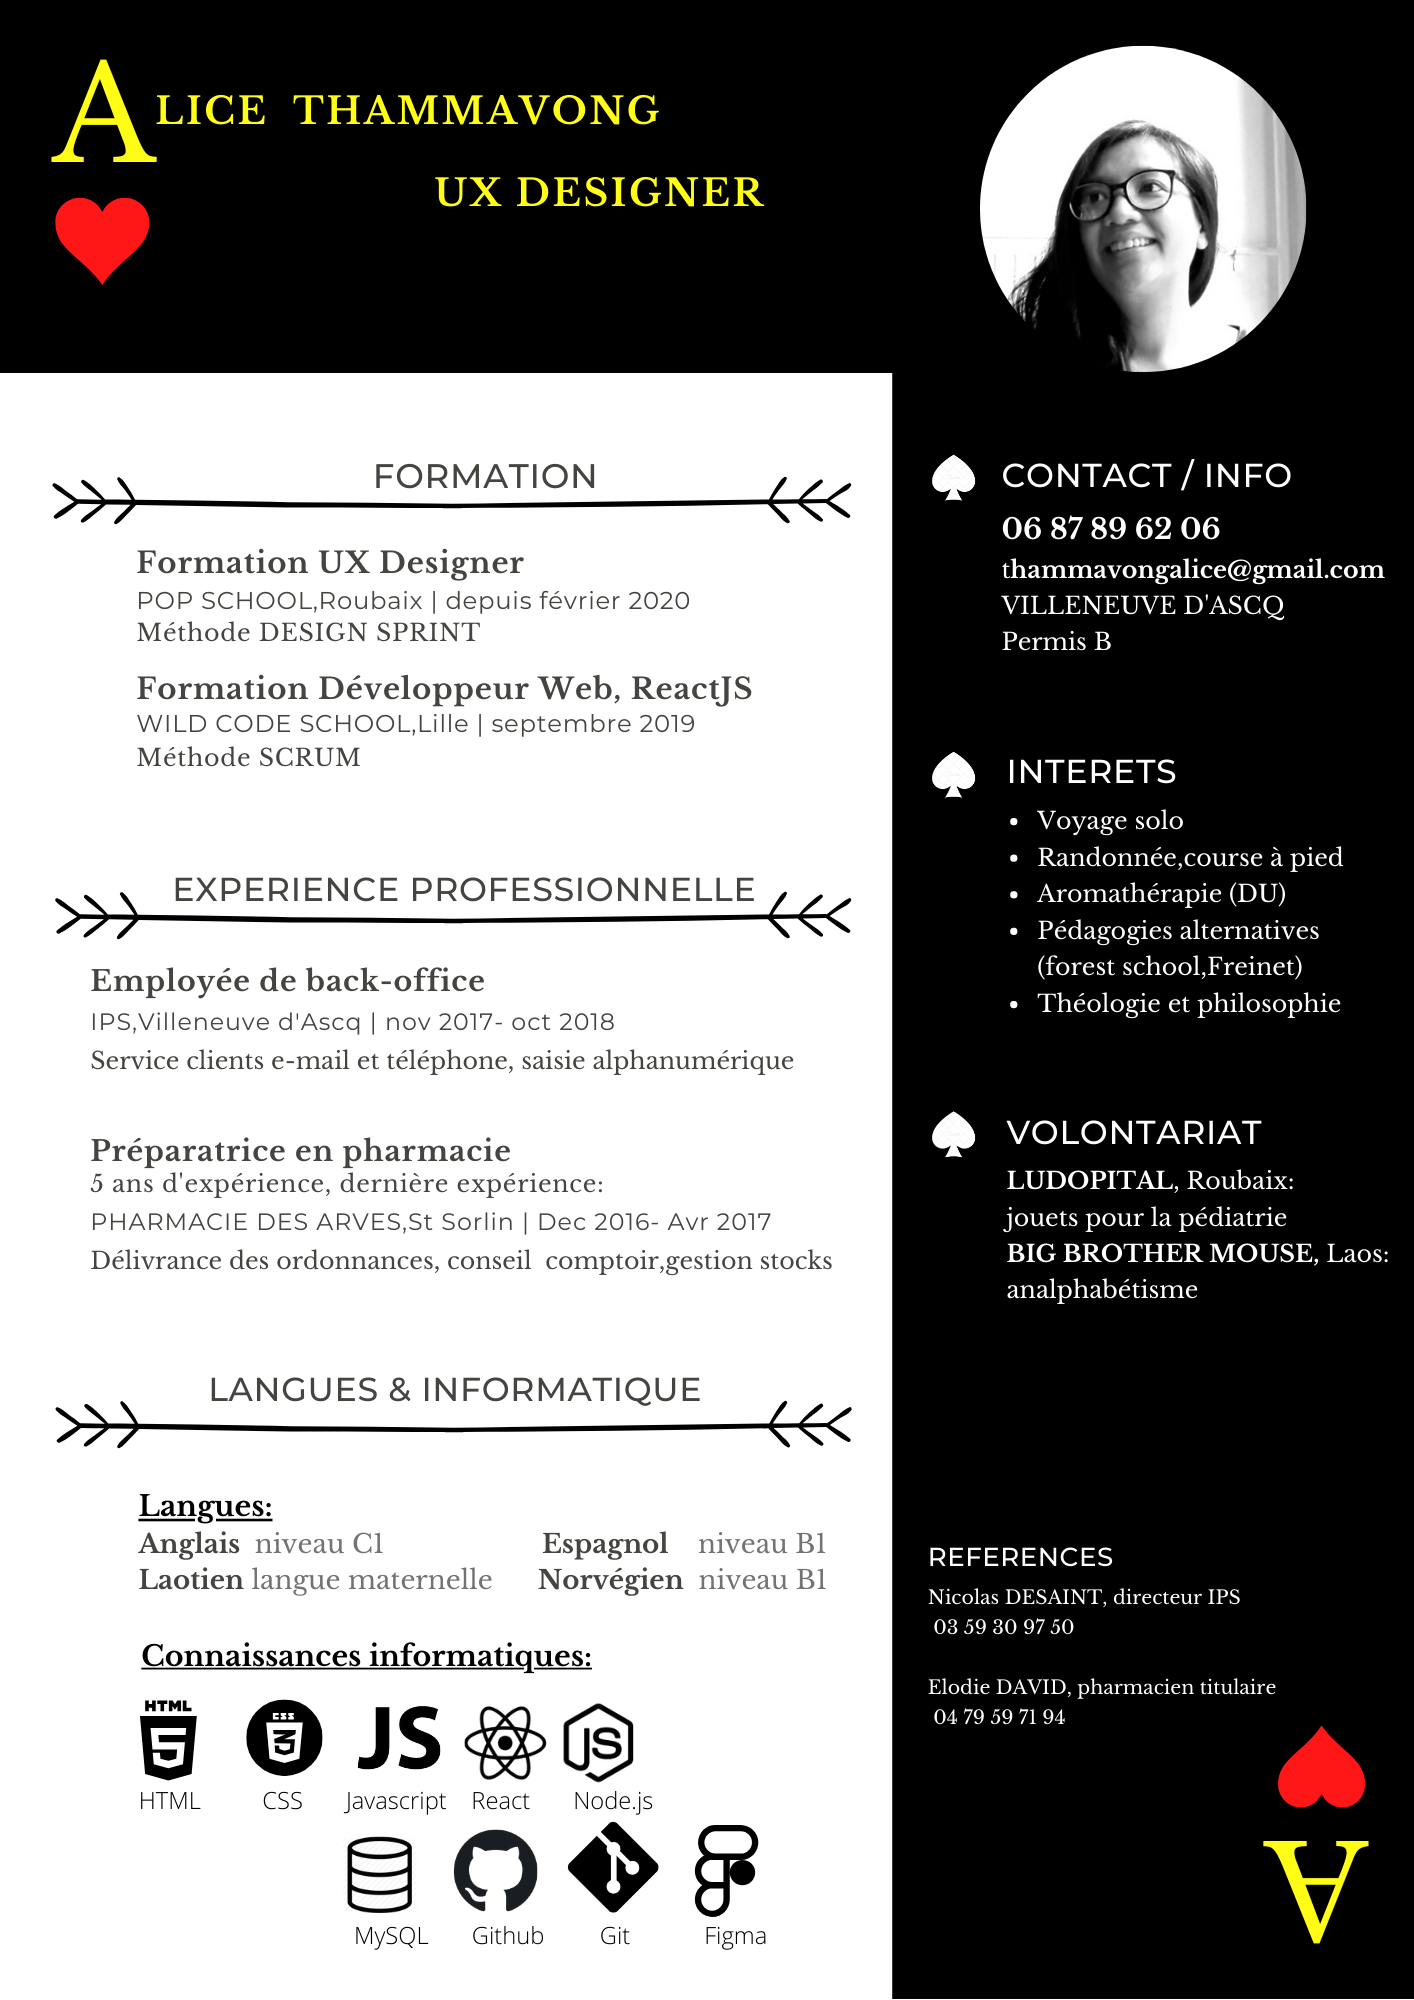 ALICE THAMMAVONG
UX DESIGNER
FORMATION
Formation UX Designer
POP SCHOOL,Roubaix | depuis février 2020
Méthode DESIGN SPRINT
Formation Développeur Web, ReactJS
WILD CODE SCHOOL,Lille | septembre 2019
Méthode SCRUM
EXPERIENCE PROFESSIONNELLE
Employée de back-office
IPS,Villeneuve d'Ascq | nov 2017- oct 2018
Service clients e-mail et téléphone, saisie alphanumérique
Préparatrice en pharmacie
5 ans d'expérience, dernière expérience:
PHARMACIE DES ARVES,St Sorlin | Dec 2016- Avr 2017
Délivrance des ordonnances, conseil comptoir,gestion stocks
LANGUES & INFORMATIQUE
Langues:
Anglais niveau C1 Espagnol niveau B1
Laotien langue maternelle Norvégien niveau B1
Connaissances informatiques:
HTML CSS JS JS
HTML CSS Javascript React Node.js
MySQL Github Git Figma
CONTACT / INFO
06 87 89 62 06
thammavongalice@gmail.com
VILLENEUVE D'ASCQ
Permis B
INTERETS
• Voyage solo
• Randonnée,course à pied
• Aromathérapie (DU)
• Pédagogies alternatives
(forest school,Freinet)
• Théologie et philosophie
VOLONTARIAT
LUDOPITAL, Roubaix:
jouets pour la pédiatrie
BIG BROTHER MOUSE, Laos:
analphabétisme
REFERENCES
Nicolas DESAINT, directeur IPS
03 59 30 97 50
Elodie DAVID, pharmacien titulaire
04 79 59 71 94
A